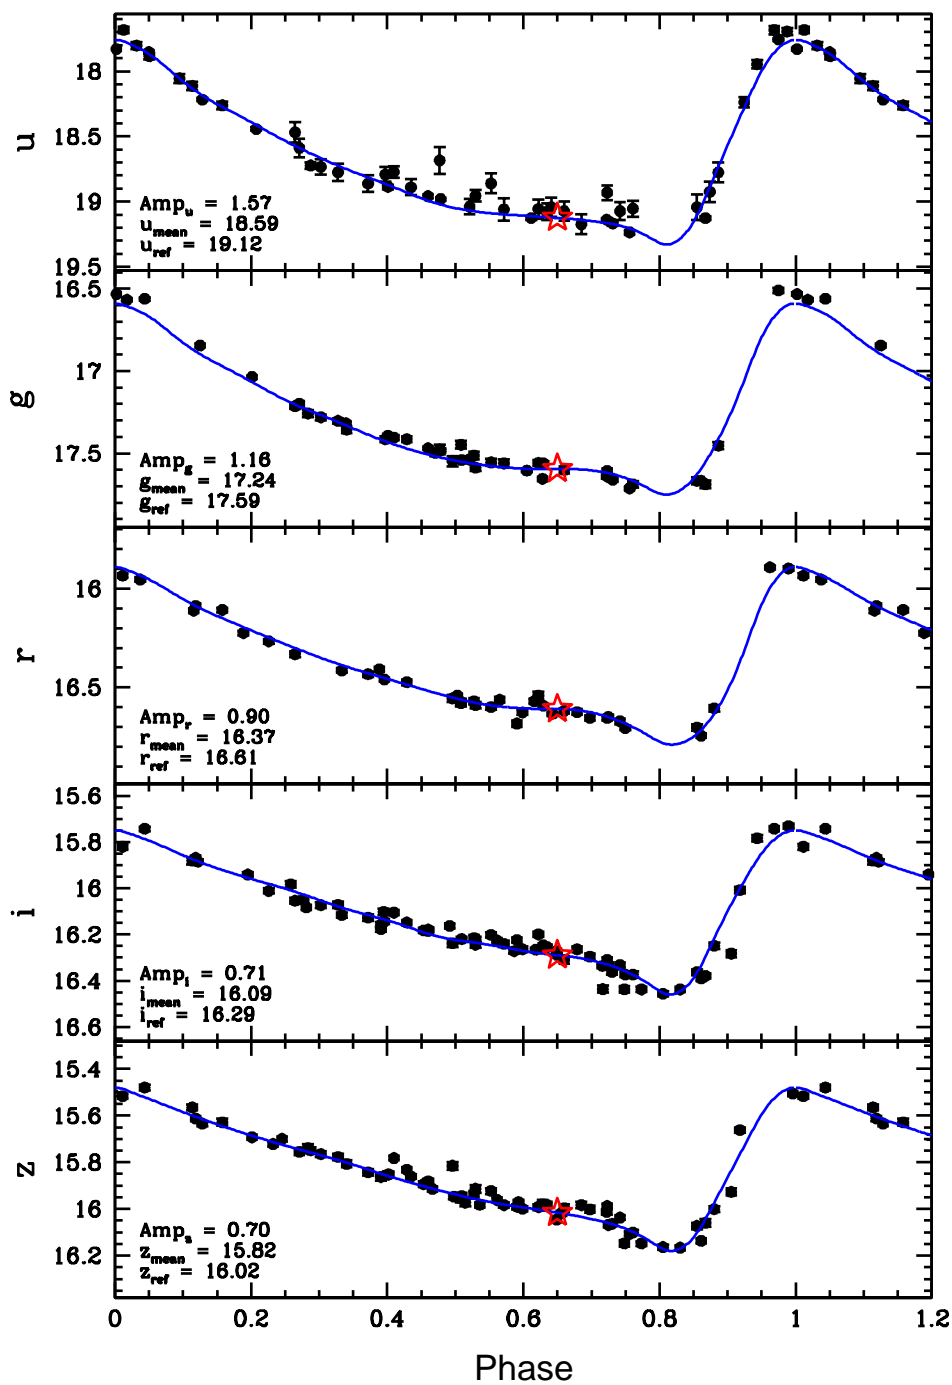 18
18.5
19
19.5
u
Amp_u = 1.57
u_mean = 18.59
u_ref = 19.12
16.5
17
17.5
g
Amp_g = 1.16
g_mean = 17.24
g_ref = 17.59
16
16.5
r
Amp_r = 0.90
r_mean = 16.37
r_ref = 16.61
15.6
15.8
16
16.2
16.4
16.6
i
Amp_i = 0.71
i_mean = 16.09
i_ref = 16.29
15.4
15.6
15.8
16
16.2
z
Amp_z = 0.70
z_mean = 15.82
z_ref = 16.02
0 0.2 0.4 0.6 0.8 1 1.2
Phase